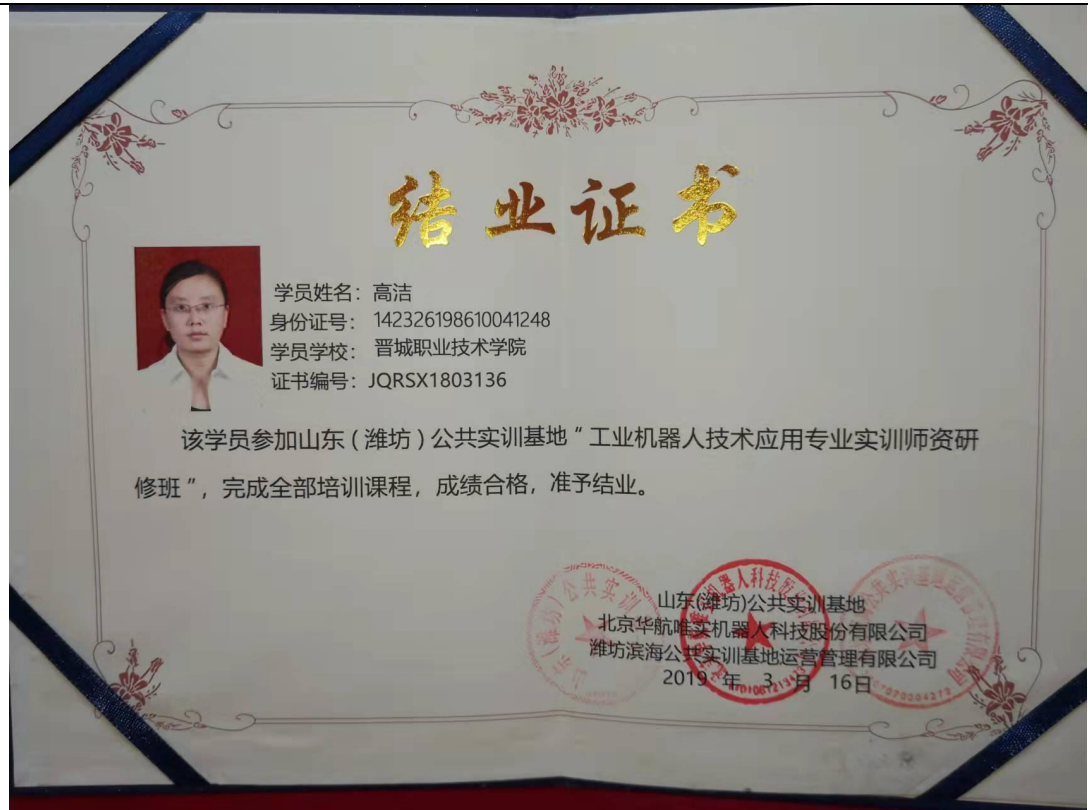 结业证书
学员姓名：高洁
身份证号： 142326198610041248
学员学校： 晋城职业技术学院
证书编号：JQRSX1803136
该学员参加山东（潍坊）公共实训基地“工业机器人技术应用专业实训师资研
修班”，完成全部培训课程，成绩合格，准予结业。
山东(潍坊)公共实训基地
北京华航唯实机器人科技股份有限公司
潍坊滨海公共实训基地运营管理有限公司
2019 年 3 月 16日